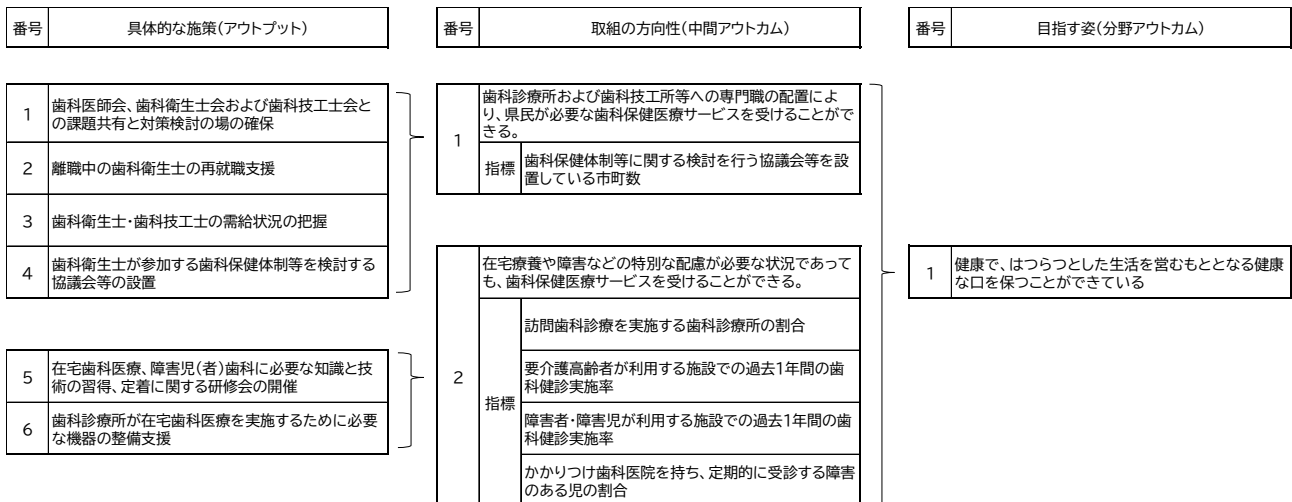 番号
具体的な施策(アウトプット)
番号
取組の方向性(中間アウトカム)
番号
目指す姿(分野アウトカム)
1
歯科医師会、歯科衛生士会および歯科技工士会と
の課題共有と対策検討の場の確保
2
離職中の歯科衛生士の再就職支援
3
歯科衛生士・歯科技工士の需給状況の把握
4
歯科衛生士が参加する歯科保健体制等を検討する
協議会等の設置
5
在宅歯科医療、障害児(者)歯科に必要な知識と技
術の習得、定着に関する研修会の開催
6
歯科診療所が在宅歯科医療を実施するために必要
な機器の整備支援
1
歯科診療所および歯科技工所等への専門職の配置によ
り、県民が必要な歯科保健医療サービスを受けることがで
きる。
指標
歯科保健体制等に関する検討を行う協議会等を設
置している市町数
2
在宅療養や障害などの特別な配慮が必要な状況であって
も、歯科保健医療サービスを受けることができる。
指標
訪問歯科診療を実施する歯科診療所の割合
要介護高齢者が利用する施設での過去1年間の歯
科健診実施率
障害者・障害児が利用する施設での過去1年間の歯
科健診実施率
かかりつけ歯科医院を持ち、定期的に受診する障害
のある児の割合
1
健康で、はつらつとした生活を営むもととなる健康
な口を保つことができている